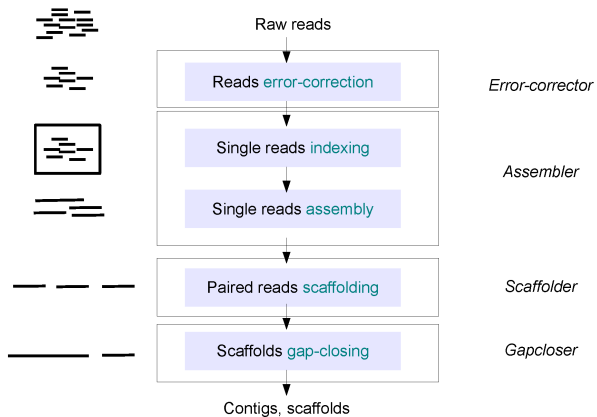 Raw reads
Reads error-correction
Error-corrector
Single reads indexing
Assembler
Single reads assembly
Paired reads scaffolding
Scaffolder
Scaffolds gap-closing
Gapcloser
Contigs, scaffolds